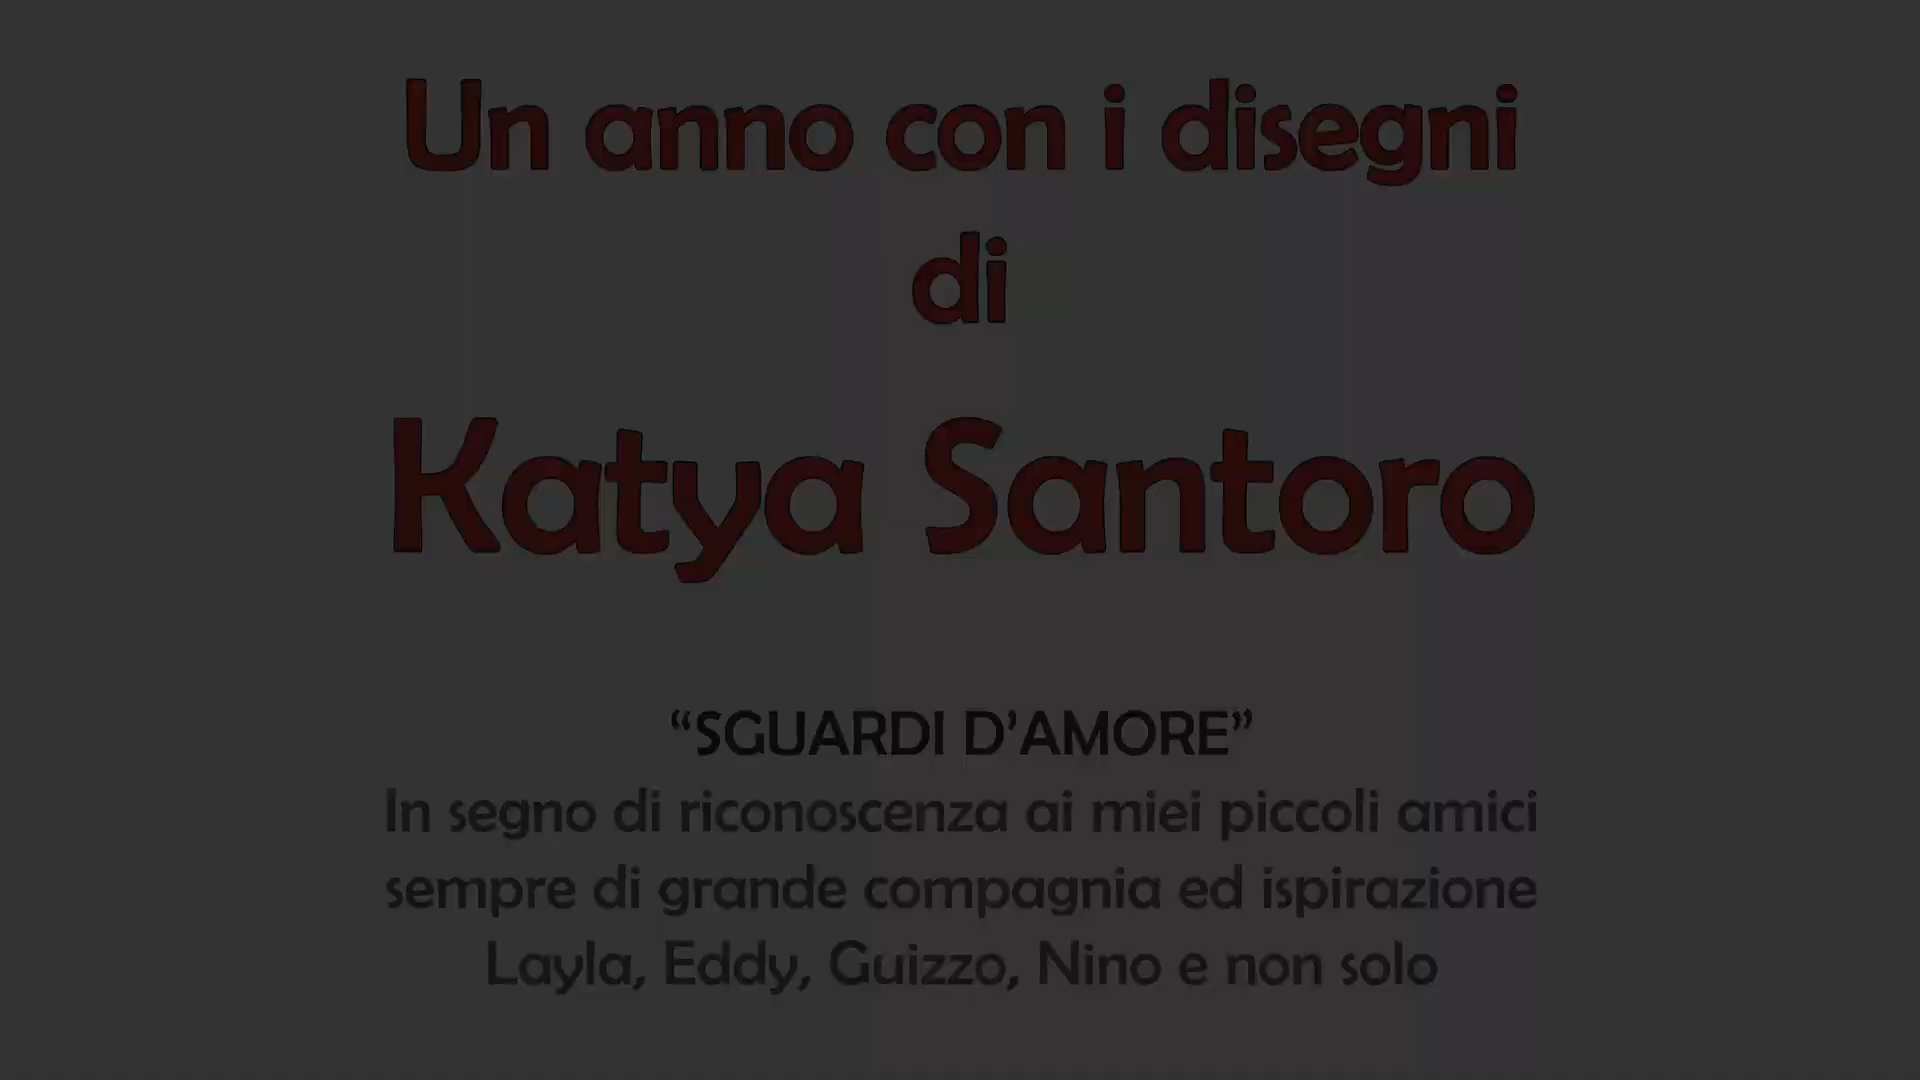 Un anno con i disegni
di
Katya Santoro
“SGUARDI D’AMORE”
In segno di riconoscenza ai miei piccoli amici
sempre di grande compagnia ed ispirazione
Layla, Eddy, Guizzo, Nino e non solo